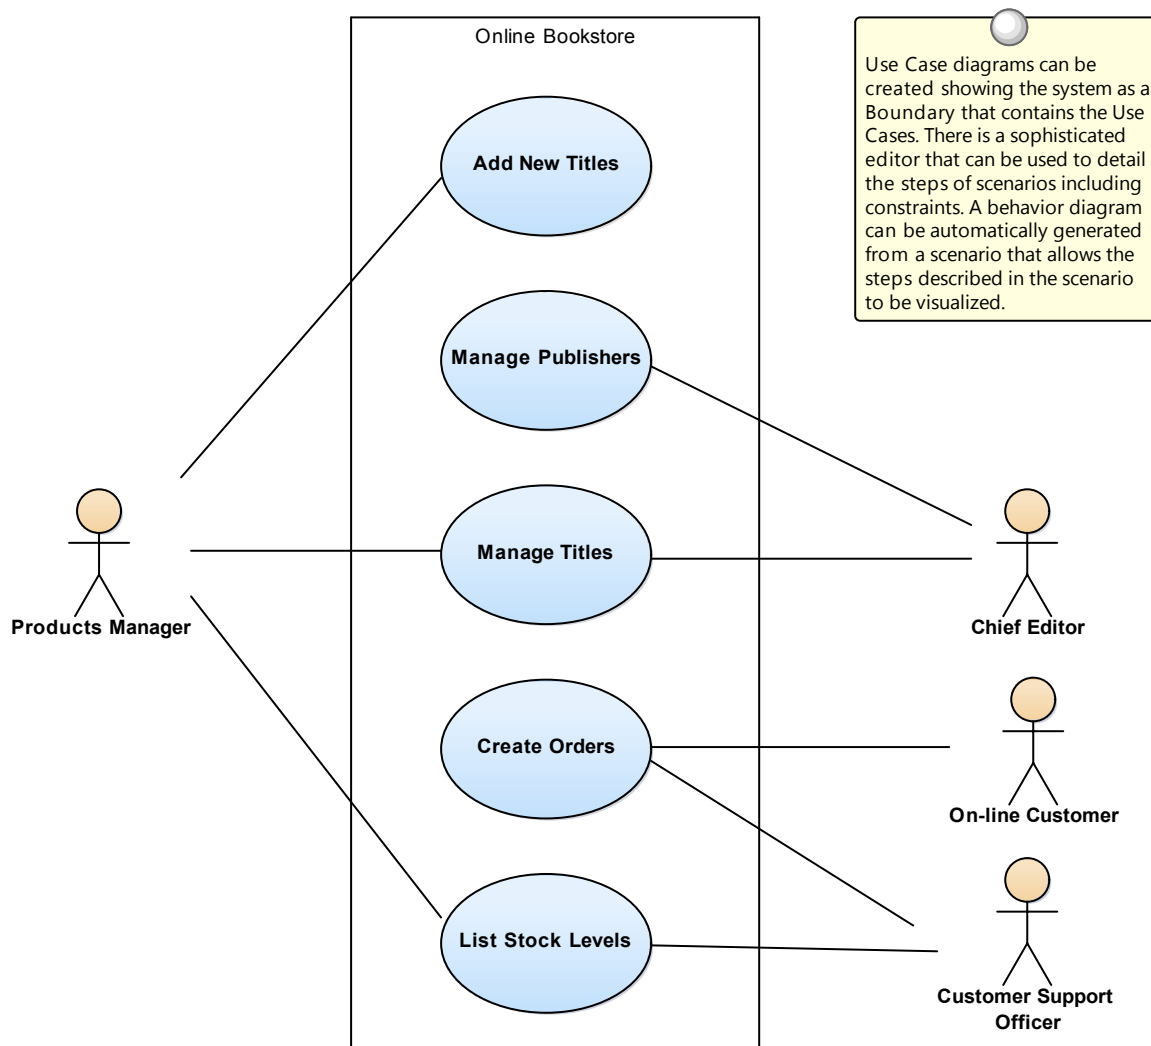 Online Bookstore
Use Case diagrams can be
created showing the system as a
Boundary that contains the Use
Cases. There is a sophisticated
editor that can be used to detail
the steps of scenarios including
constraints. A behavior diagram
can be automatically generated
from a scenario that allows the
steps described in the scenario
to be visualized.
Add New Titles
Manage Publishers
Manage Titles
Products Manager
Chief Editor
Create Orders
On-line Customer
List Stock Levels
Customer Support
Officer